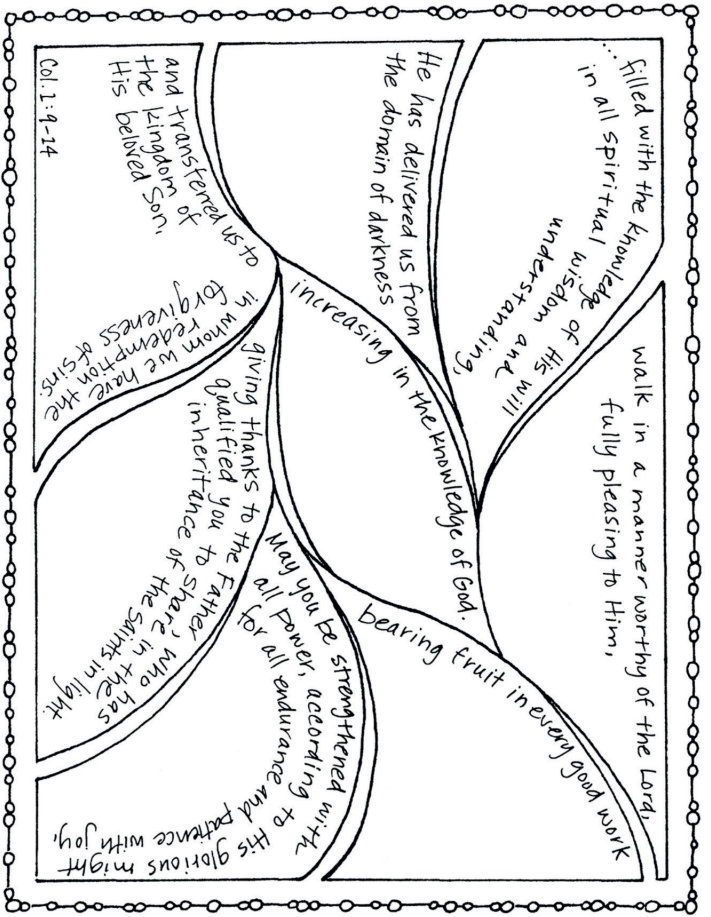 ...filled with the knowledge of His will
in all spiritual wisdom and
understanding,
walk in a manner worthy of the Lord,
fully pleasing to Him,
bearing fruit in every good work
increasing in the knowledge of God.
May you be strengthened with
all power, according to His glorious might
for all endurance and patience with joy,
giving thanks to the Father, who has
qualified you to share in the
inheritance of the saints in light.
He has delivered us from
the domain of darkness
and transferred us to
the kingdom of
His beloved Son,
in whom we have the
redemption the
forgiveness of sins.
Col. 1:9-14